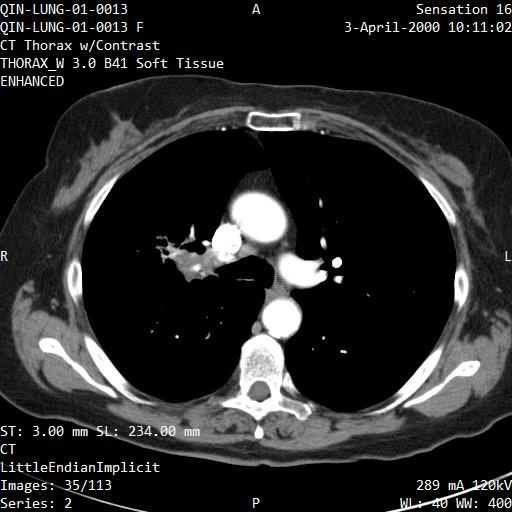 QIN-LUNG-01-0013 A Sensation 16
QIN-LUNG-01-0013 F 3-April-2000 10:11:02
CT Thorax w/Contrast
THORAX_W 3.0 B41 Soft Tissue
ENHANCED
R L
ST: 3.00 mm SL: 234.00 mm
CT
LittleEndianImplicit
Images: 35/113 289 mA 120kV
Series: 2 P WL: 40 WW: 400